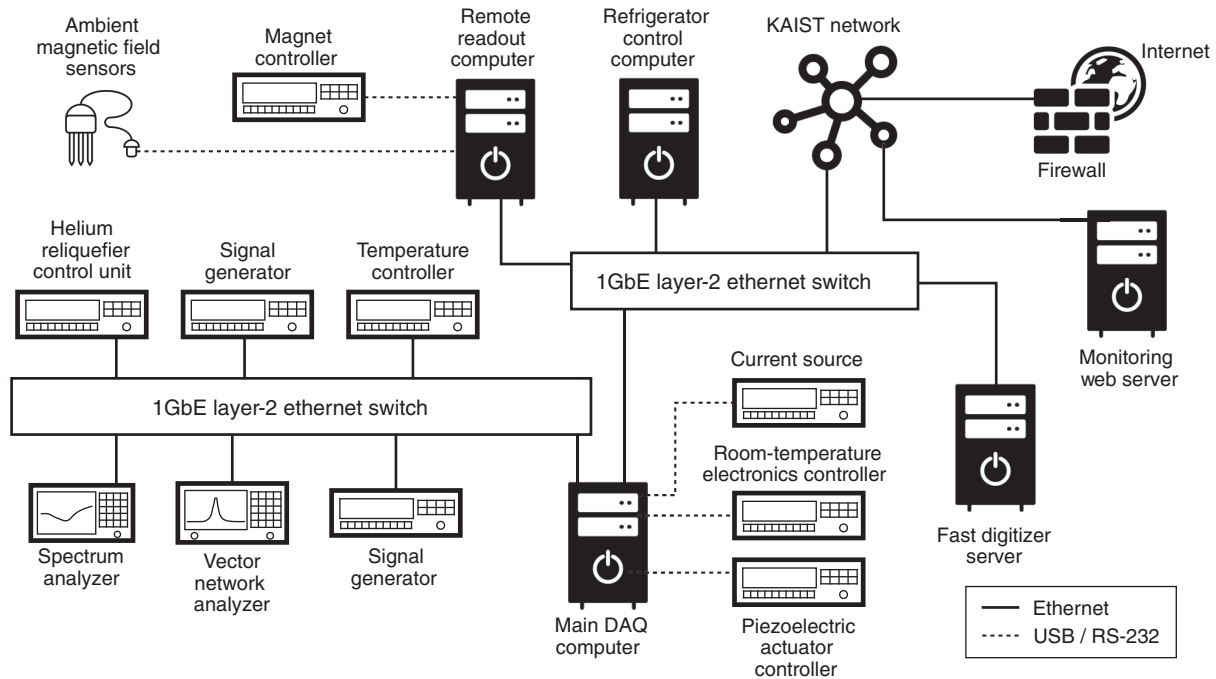 Ambient
magnetic field
sensors
Magnet
controller
Remote
readout
computer
Refrigerator
control
computer
KAIST network
Internet
Firewall
Helium
reliquefier
control unit
Signal
generator
Temperature
controller
1GbE layer-2 ethernet switch
Monitoring
web server
1GbE layer-2 ethernet switch
Current source
Room-temperature
electronics controller
Spectrum
analyzer
Vector
network
analyzer
Signal
generator
Main DAQ
computer
Piezoelectric
actuator
controller
Fast digitizer
server
Ethernet
USB / RS-232